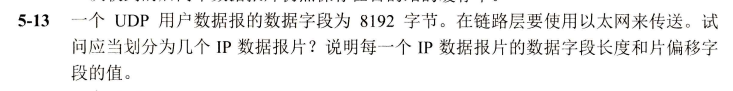 5-13 一个 UDP 用户数据报的数据字段为 8192 字节。在链路层要使用以太网来传送。试
问应当划分为几个 IP 数据报片？说明每一个 IP 数据报片的数据字段长度和片偏移字
段的值。